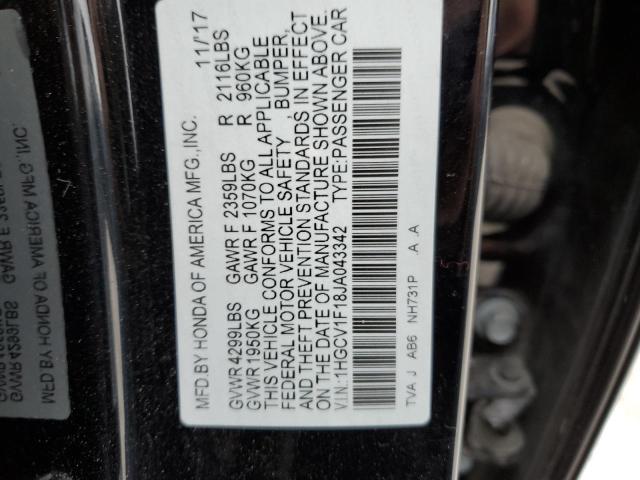 MFD.BY HONDA OF AMERICA MFG.,INC. 11/'17
GVWR 4299LBS GAWR F 2359LBS R 2116LBS
GVWR 1950KG GAWR F 1070KG R 960KG
THIS VEHICLE CONFORMS TO ALL APPLICABLE
FEDERAL MOTOR VEHICLE SAFETY , BUMPER,
AND THEFT PREVENTION STANDARDS IN EFFECT
ON THE DATE OF MANUFACTURE SHOWN ABOVE.
V.I.N.:1HGCV1F18JA043342 TYPE:PASSENGER CAR
TVA J AB6 NH731P A .A